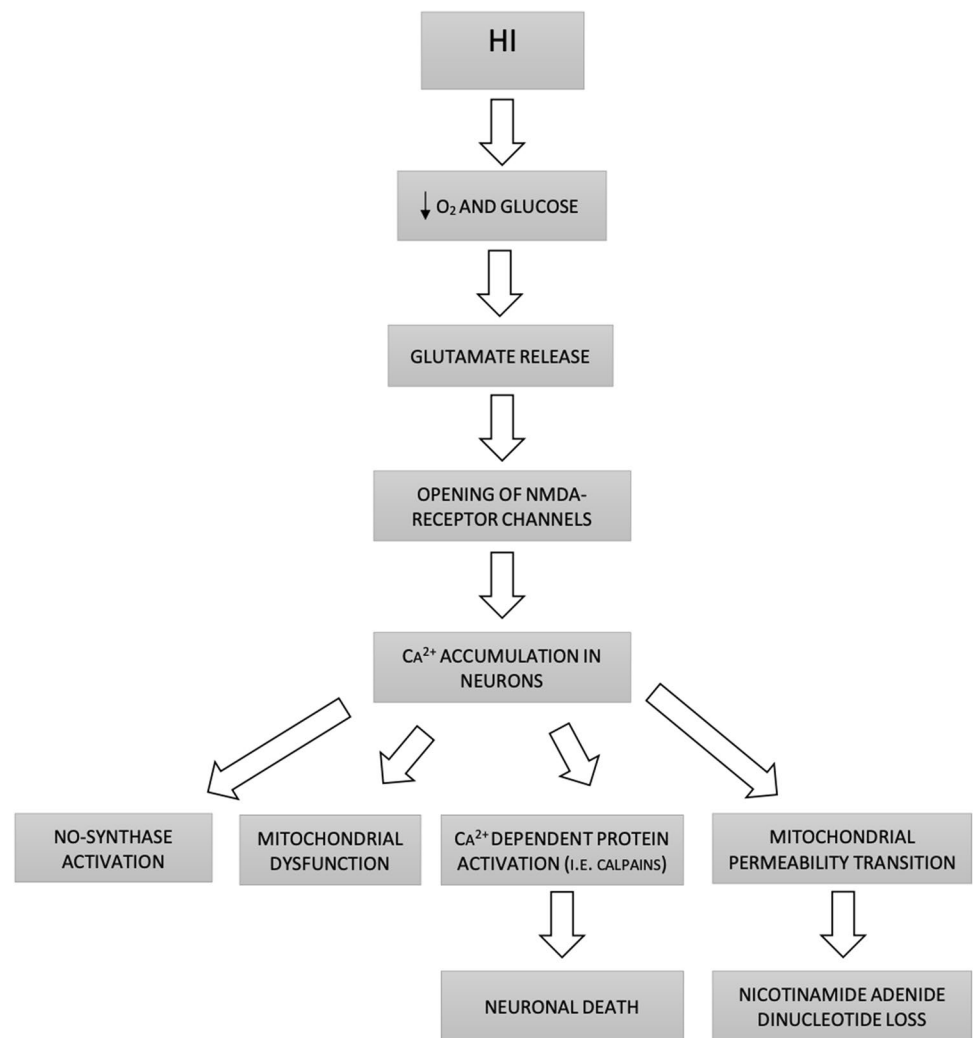 HI
↓ O₂ AND GLUCOSE
GLUTAMATE RELEASE
OPENING OF NMDA-
RECEPTOR CHANNELS
CA²⁺ ACCUMULATION IN
NEURONS
NO-SYNTHASE
ACTIVATION
MITOCHONDRIAL
DYSFUNCTION
CA²⁺ DEPENDENT PROTEIN
ACTIVATION (I.E. CALPAINS)
MITOCHONDRIAL
PERMEABILITY TRANSITION
NEURONAL DEATH
NICOTINAMIDE ADENIDE
DINUCLEOTIDE LOSS